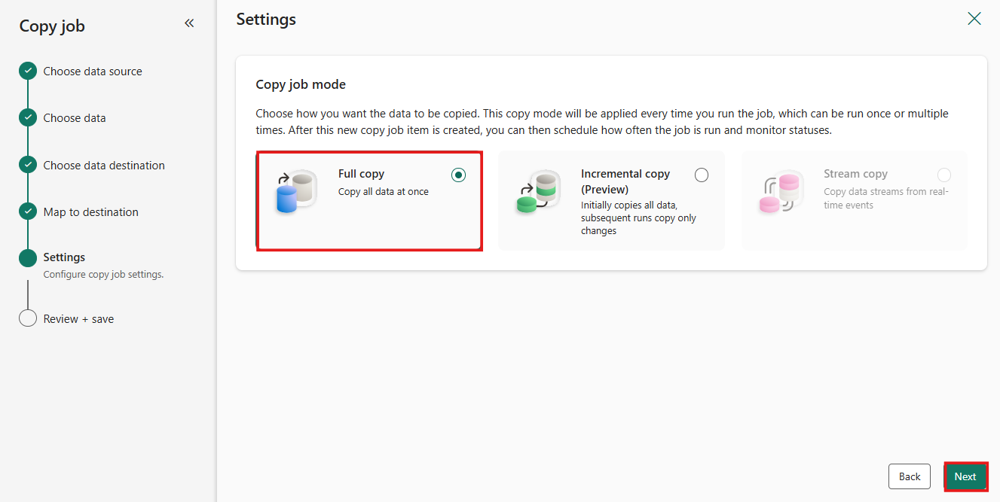 Copy job
Choose data source
Choose data
Choose data destination
Map to destination
Settings
Configure copy job settings.
Review + save
Settings
Copy job mode
Choose how you want the data to be copied. This copy mode will be applied every time you run the job, which can be run once or multiple
times. After this new copy job item is created, you can then schedule how often the job is run and monitor statuses.
Full copy
Copy all data at once
Incremental copy
(Preview)
Initially copies all data,
subsequent runs copy only
changes
Stream copy
Copy data streams from real-
time events
Back
Next